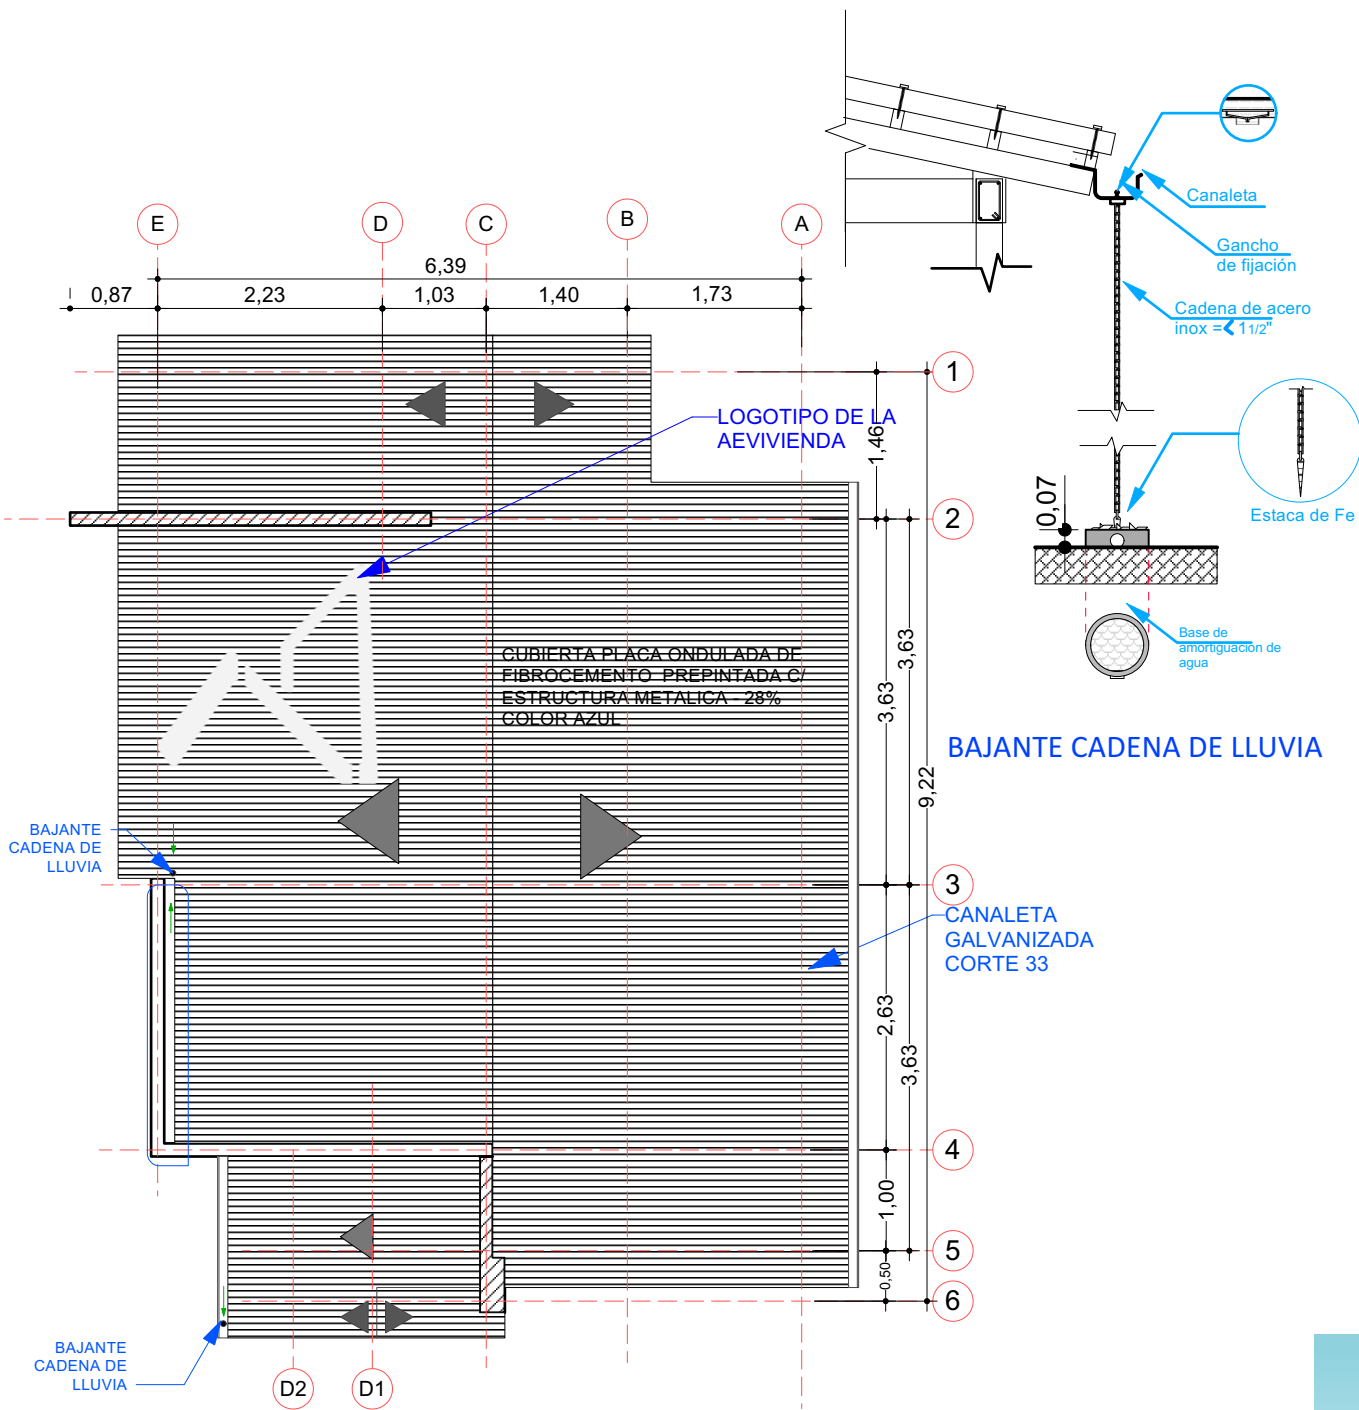 E
D
C
B
A
6,39
0,87
2,23
1,03
1,40
1,73
Canaleta
Gancho
de fijación
Cadena de acero
inox = 1 1/2"
1
LOGOTIPO DE LA
AEVIVIENDA
1,46
0,07
Estaca de Fe
2
Base de
amortiguación de
agua
CUBIERTA PLACA ONDULADA DE
FIBROCEMENTO PREPINTADA C/
ESTRUCTURA METALICA - 28%
COLOR AZUL
3,63
3,63
BAJANTE CADENA DE LLUVIA
9,22
BAJANTE
CADENA DE
LLUVIA
3
CANALETA
GALVANIZADA
CORTE 33
2,63
3,63
4
1,00
5
0,50
6
BAJANTE
CADENA DE
LLUVIA
D2
D1